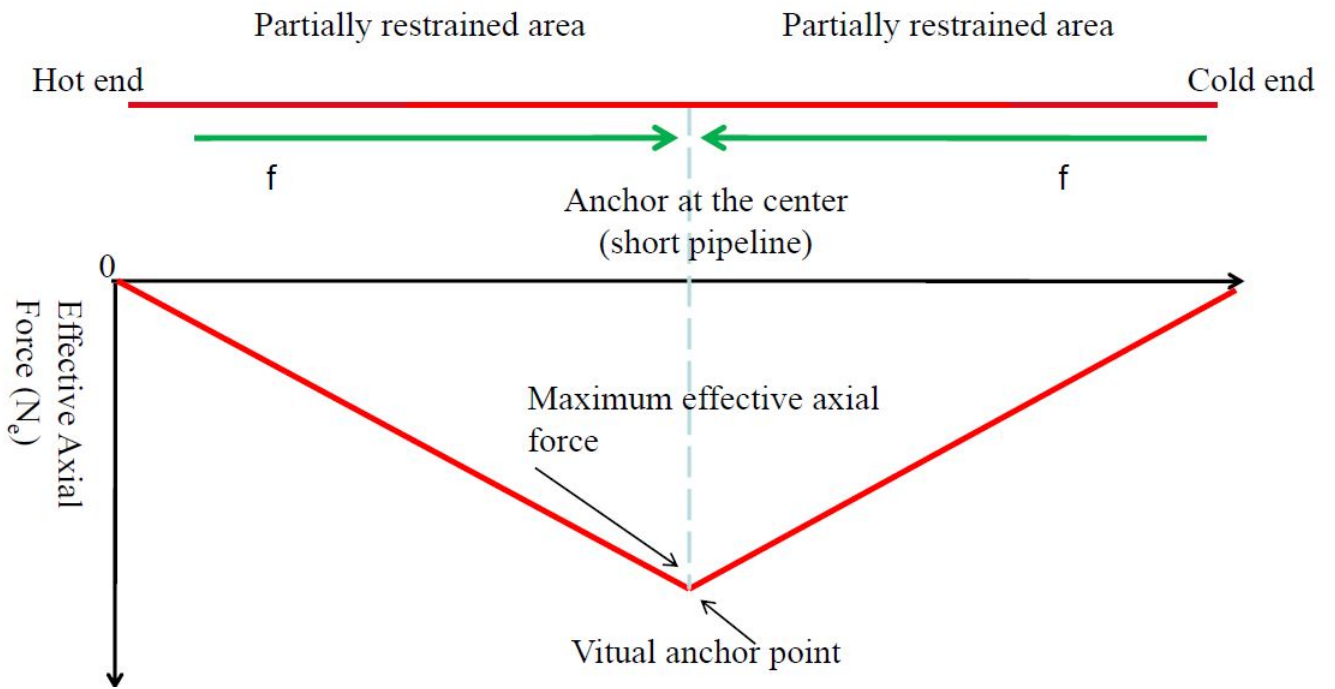 Partially restrained area
Partially restrained area
Hot end
Cold end
f
f
Anchor at the center
(short pipeline)
0
Effective Axial
Force (Nₑ)
Maximum effective axial
force
Vitual anchor point